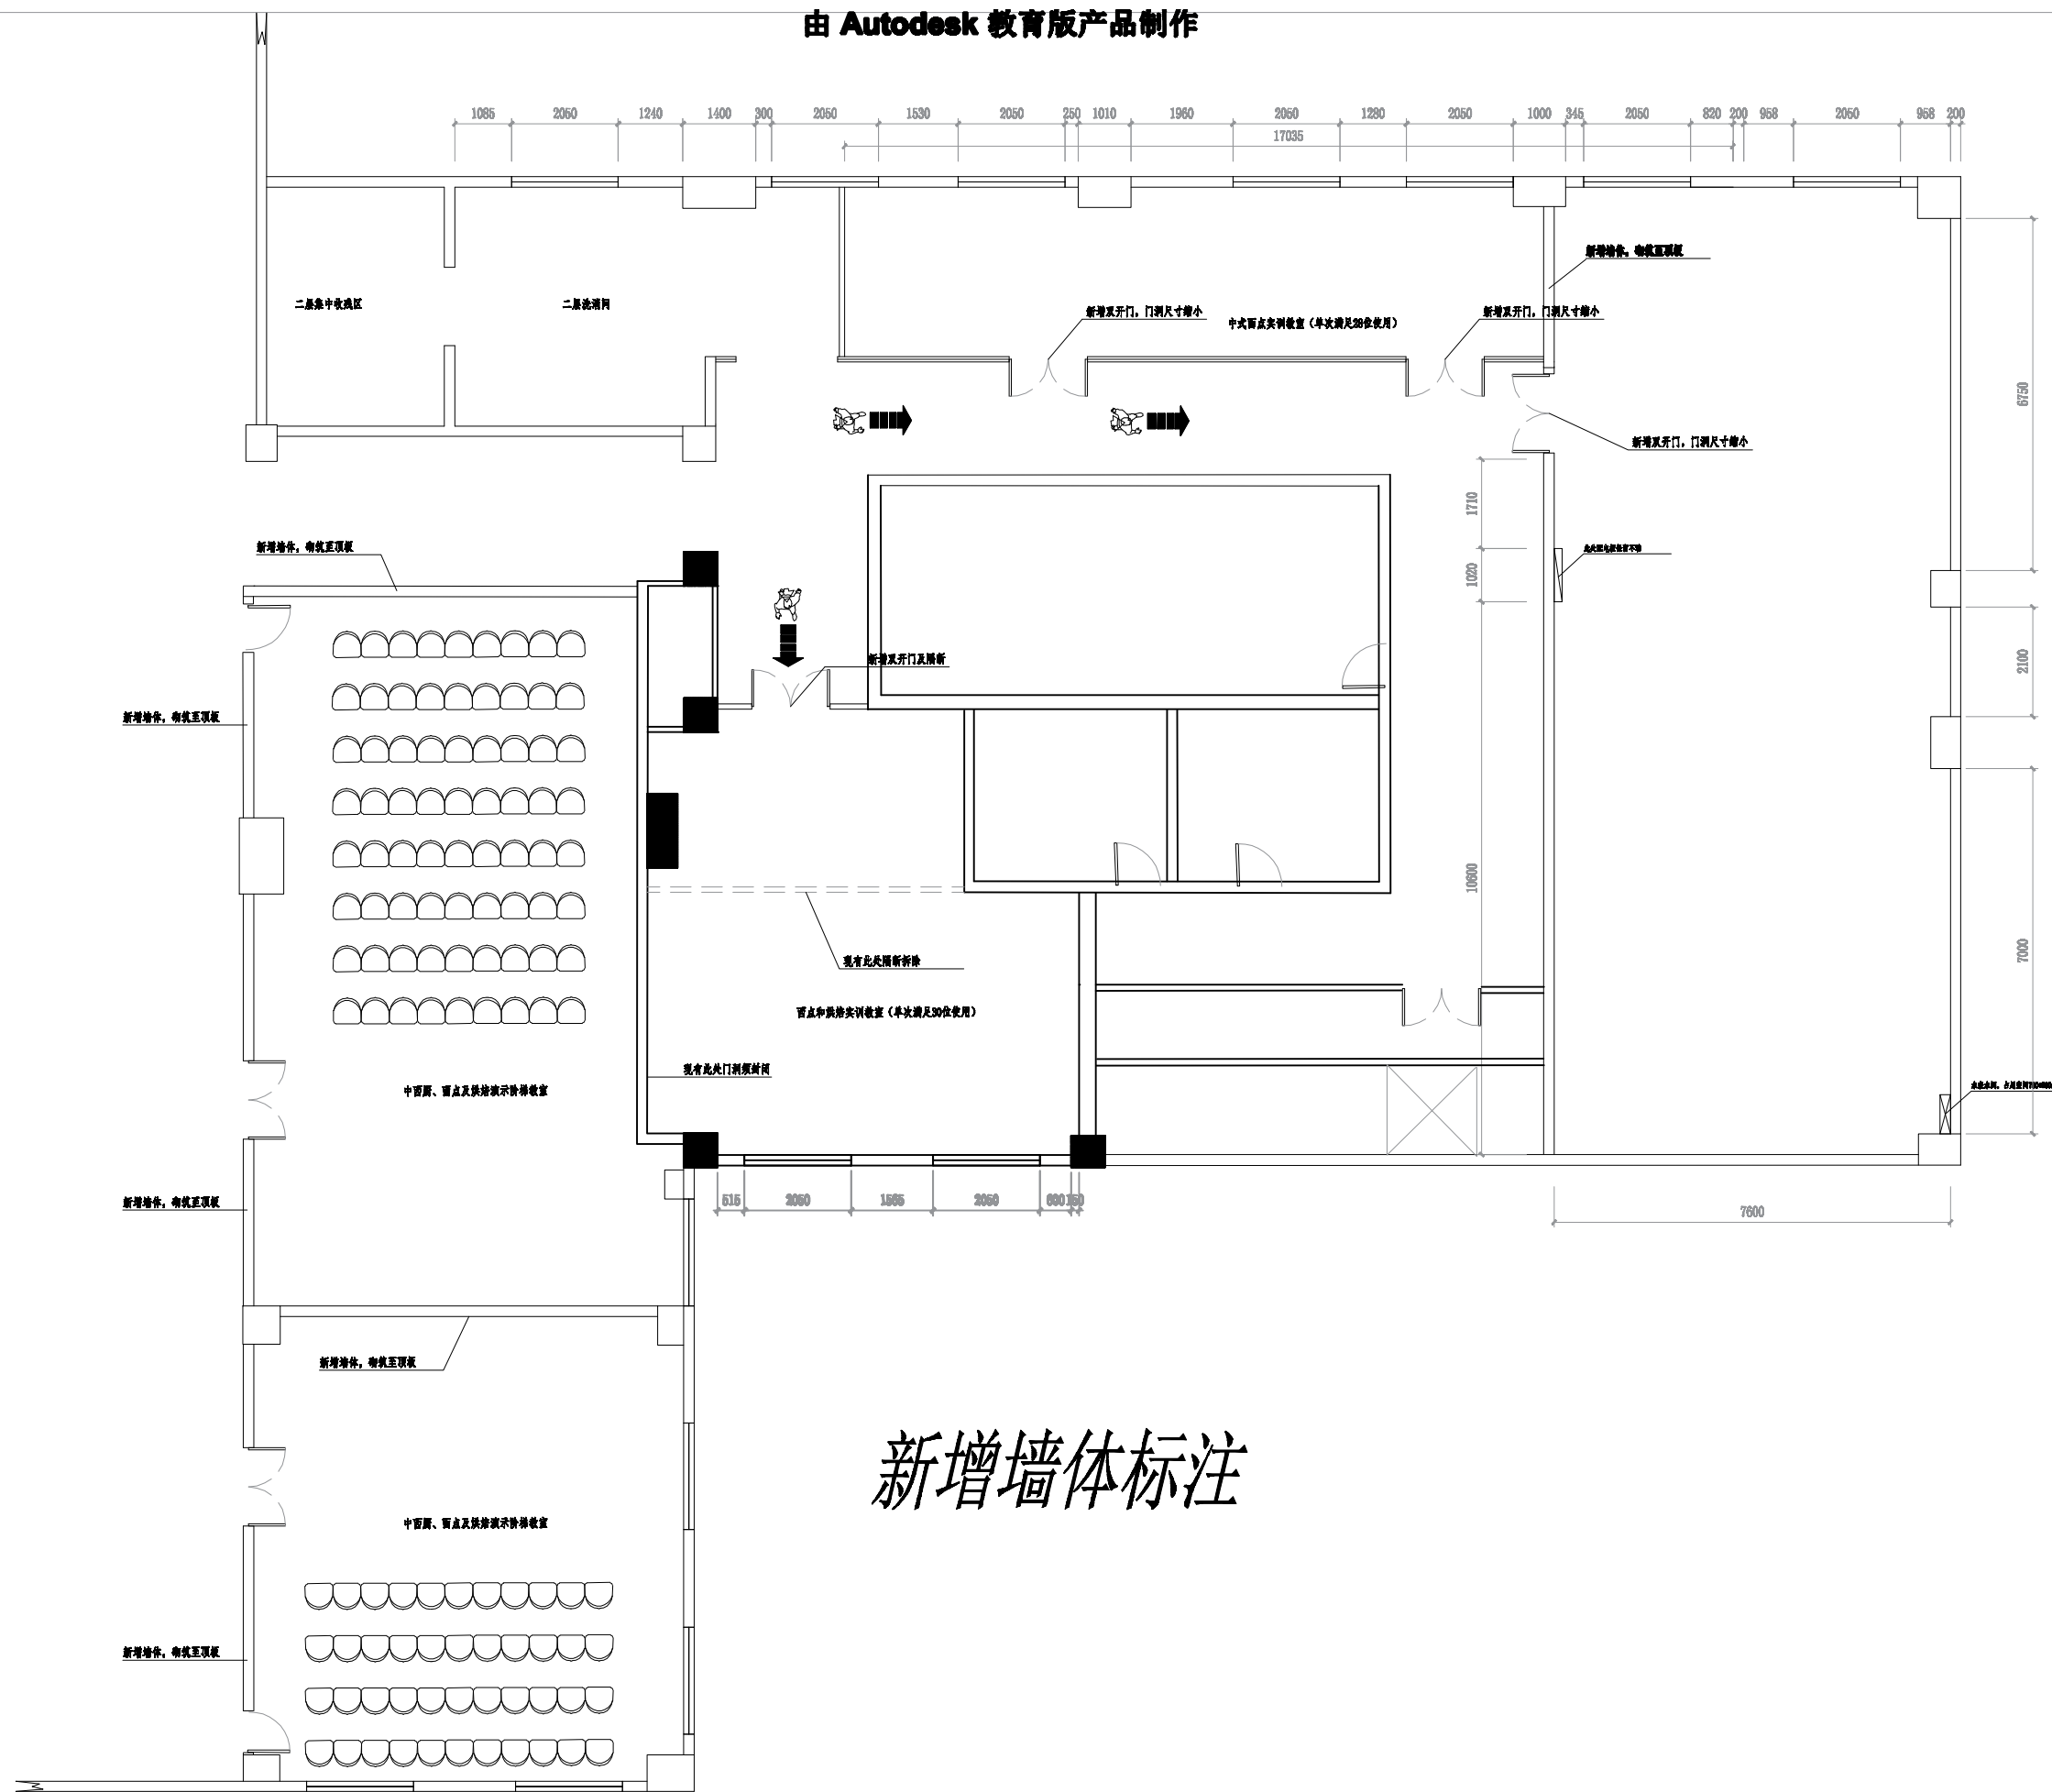 由 Autodesk 教育版产品制作
1085 2050 1240 1400 300 2050 1530 2050 250 1010 1960 2050 1280 2050 1000 345 2050 820 200 958 2050 958 200
17035
新增墙体，砌筑至顶板
二层集中收残区
二层洗消间
新增双开门，门洞尺寸缩小
中式面点实训教室（单次满足28位使用）
新增双开门，门洞尺寸缩小
6750
新增双开门，门洞尺寸缩小
1710
新增墙体，砌筑至顶板
1020
新增双开门及隔断
2100
新增墙体，砌筑至顶板
10600
7000
现有此处隔断拆除
西点和烘焙实训教室（单次满足30位使用）
现有此处门洞须封闭
中西厨、面点及烘焙演示阶梯教室
新增墙体，砌筑至顶板
515 2050 1565 2050 600 150
7600
新增墙体，砌筑至顶板
新增墙体标注
中西厨、面点及烘焙演示阶梯教室
新增墙体，砌筑至顶板